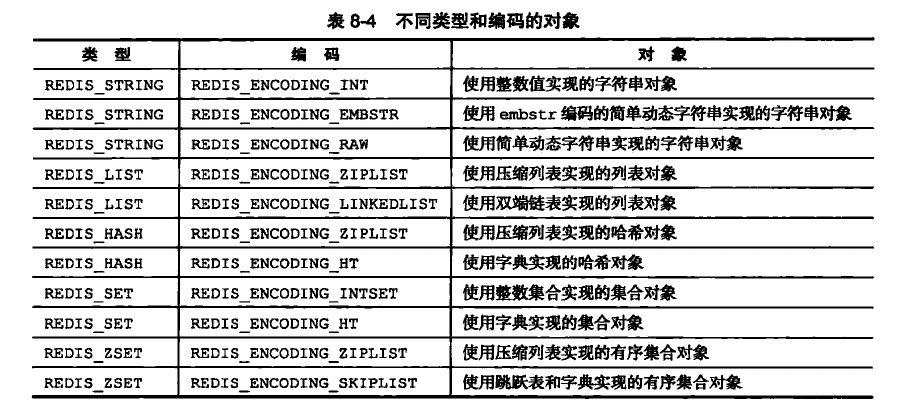 表 8-4 不同类型和编码的对象
类 型 编 码 对 象
REDIS_STRING REDIS_ENCODING_INT 使用整数值实现的字符串对象
REDIS_STRING REDIS_ENCODING_EMBSTR 使用 embstr 编码的简单动态字符串实现的字符串对象
REDIS_STRING REDIS_ENCODING_RAW 使用简单动态字符串实现的字符串对象
REDIS_LIST REDIS_ENCODING_ZIPLIST 使用压缩列表实现的列表对象
REDIS_LIST REDIS_ENCODING_LINKEDLIST 使用双端链表实现的列表对象
REDIS_HASH REDIS_ENCODING_ZIPLIST 使用压缩列表实现的哈希对象
REDIS_HASH REDIS_ENCODING_HT 使用字典实现的哈希对象
REDIS_SET REDIS_ENCODING_INTSET 使用整数集合实现的集合对象
REDIS_SET REDIS_ENCODING_HT 使用字典实现的集合对象
REDIS_ZSET REDIS_ENCODING_ZIPLIST 使用压缩列表实现的有序集合对象
REDIS_ZSET REDIS_ENCODING_SKIPLIST 使用跳跃表和字典实现的有序集合对象